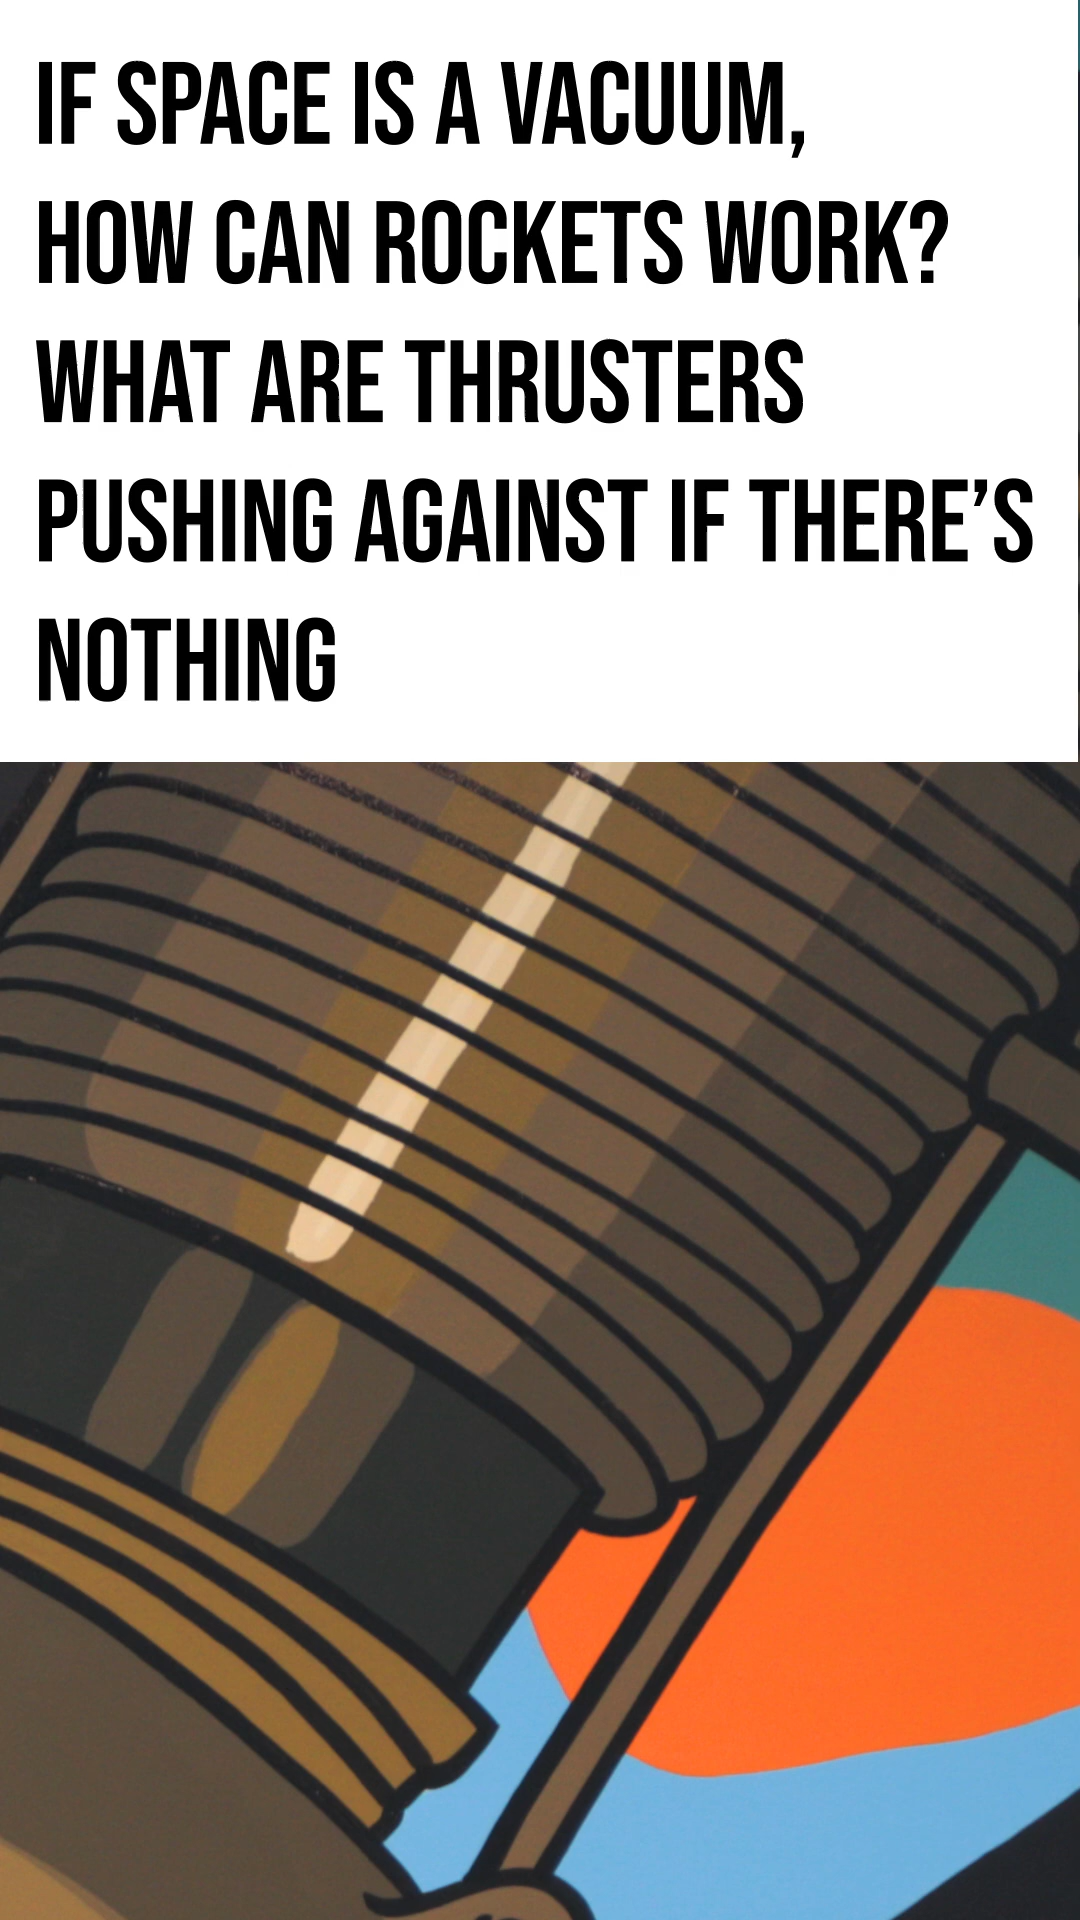 IF SPACE IS A VACUUM,
HOW CAN ROCKETS WORK?
WHAT ARE THRUSTERS
PUSHING AGAINST IF THERE’S
NOTHING